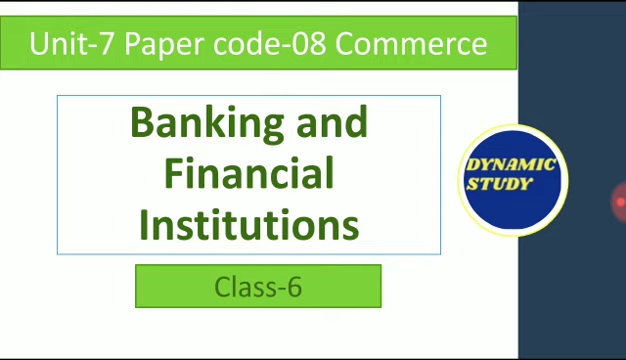 Unit-7 Paper code-08 Commerce
Banking and
Financial
Institutions
DYNAMIC
STUDY
Class-6